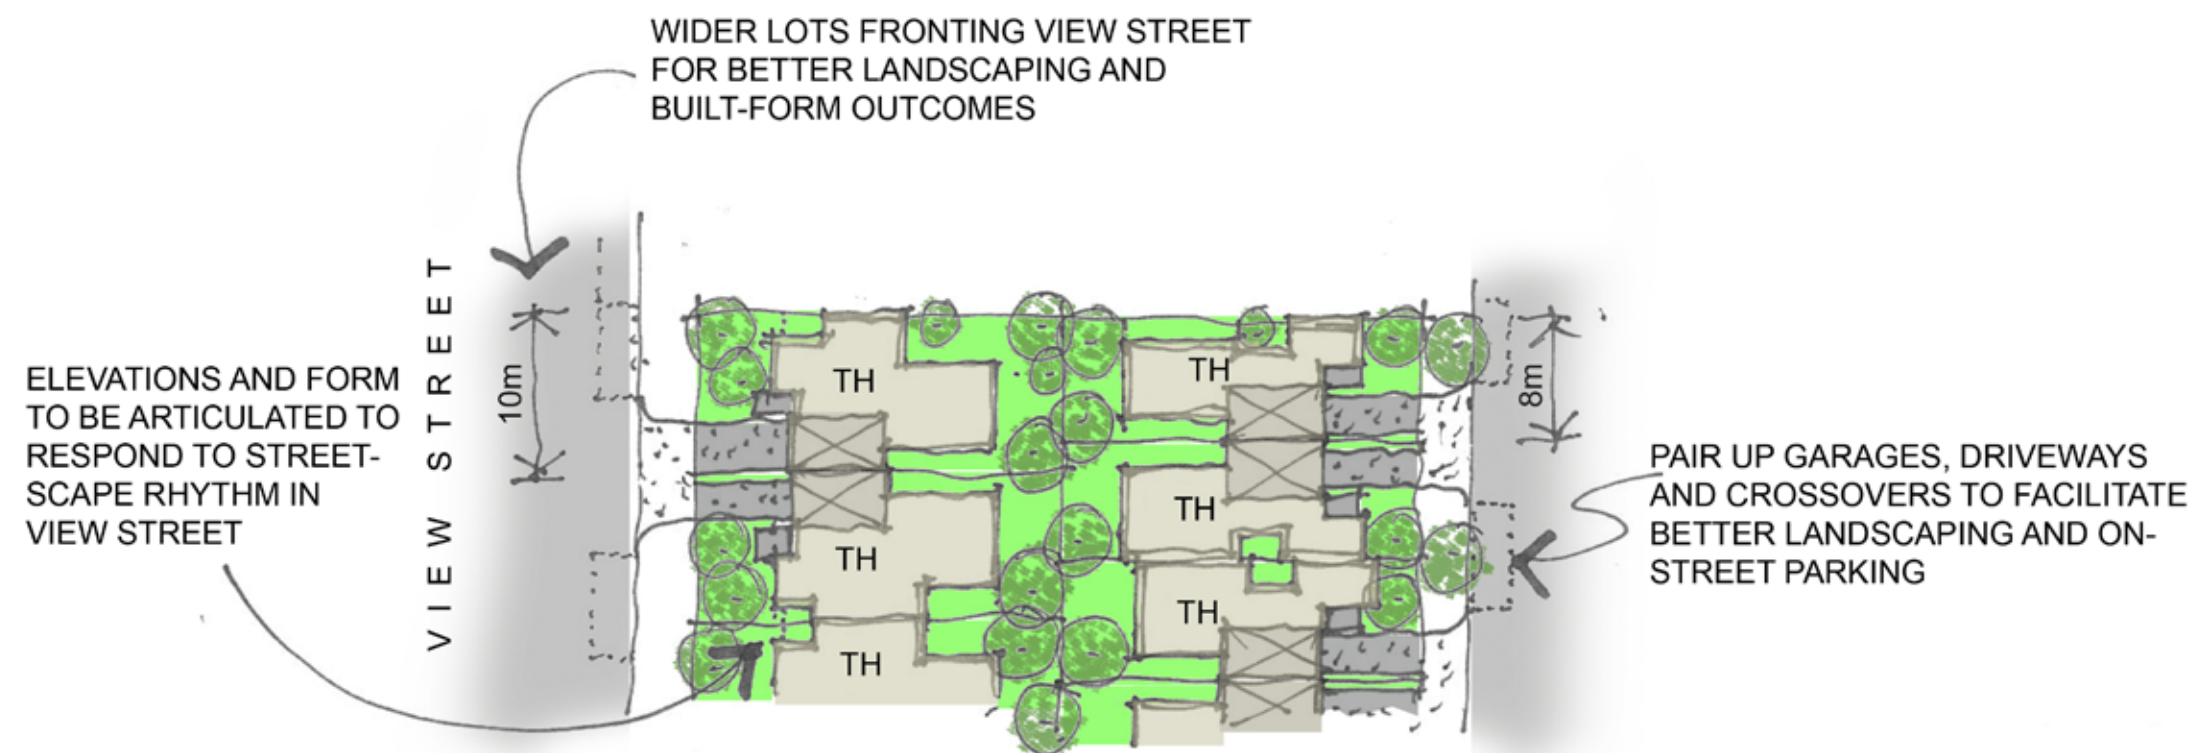 WIDER LOTS FRONTING VIEW STREET
FOR BETTER LANDSCAPING AND
BUILT-FORM OUTCOMES
ELEVATIONS AND FORM
TO BE ARTICULATED TO
RESPOND TO STREET-
SCAPE RHYTHM IN
VIEW STREET
VIEW STREET
10m
TH
TH
TH
TH
TH
TH
8m
PAIR UP GARAGES, DRIVEWAYS
AND CROSSOVERS TO FACILITATE
BETTER LANDSCAPING AND ON-
STREET PARKING